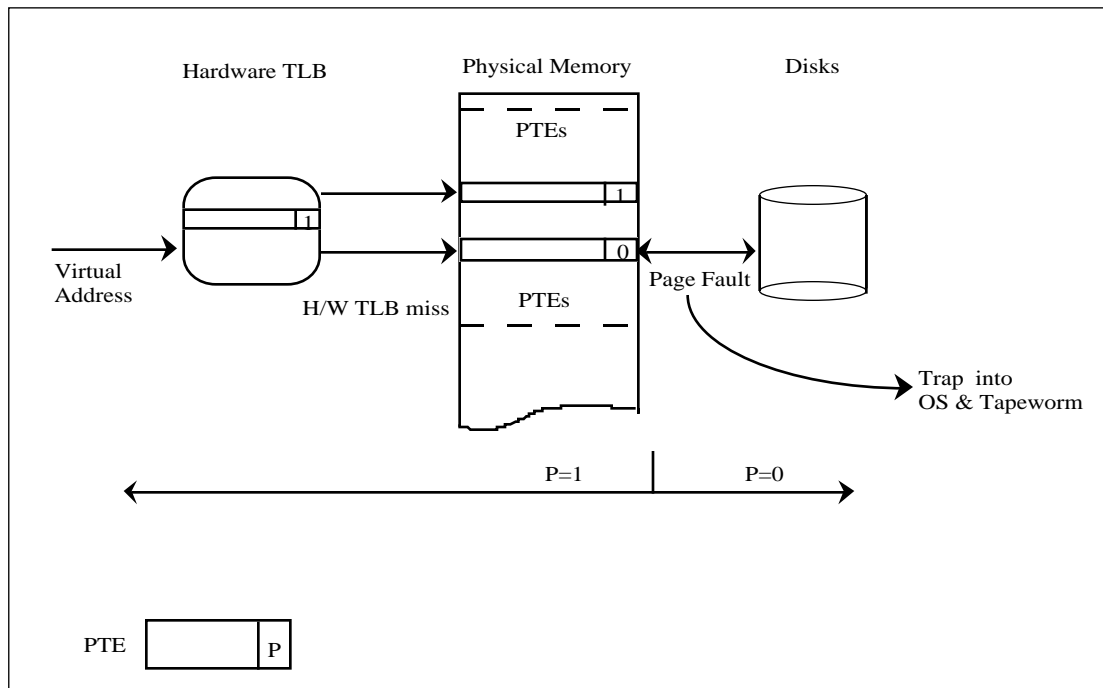 Hardware TLB
Physical Memory
Disks
PTEs
1
1
0
Virtual
Address
H/W TLB miss
PTEs
Page Fault
Trap into
OS & Tapeworm
P=1
P=0
PTE
P